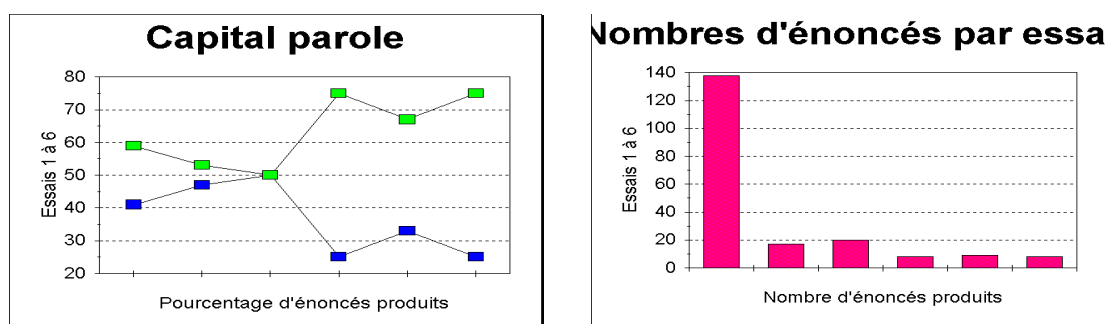 Capital parole
80
70
60
50
40
30
20
Essais 1 à 6
Pourcentage d'énoncés produits
Nombres d'énoncés par essa
140
120
100
80
60
40
20
0
Essais 1 à 6
Nombre d'énoncés produits